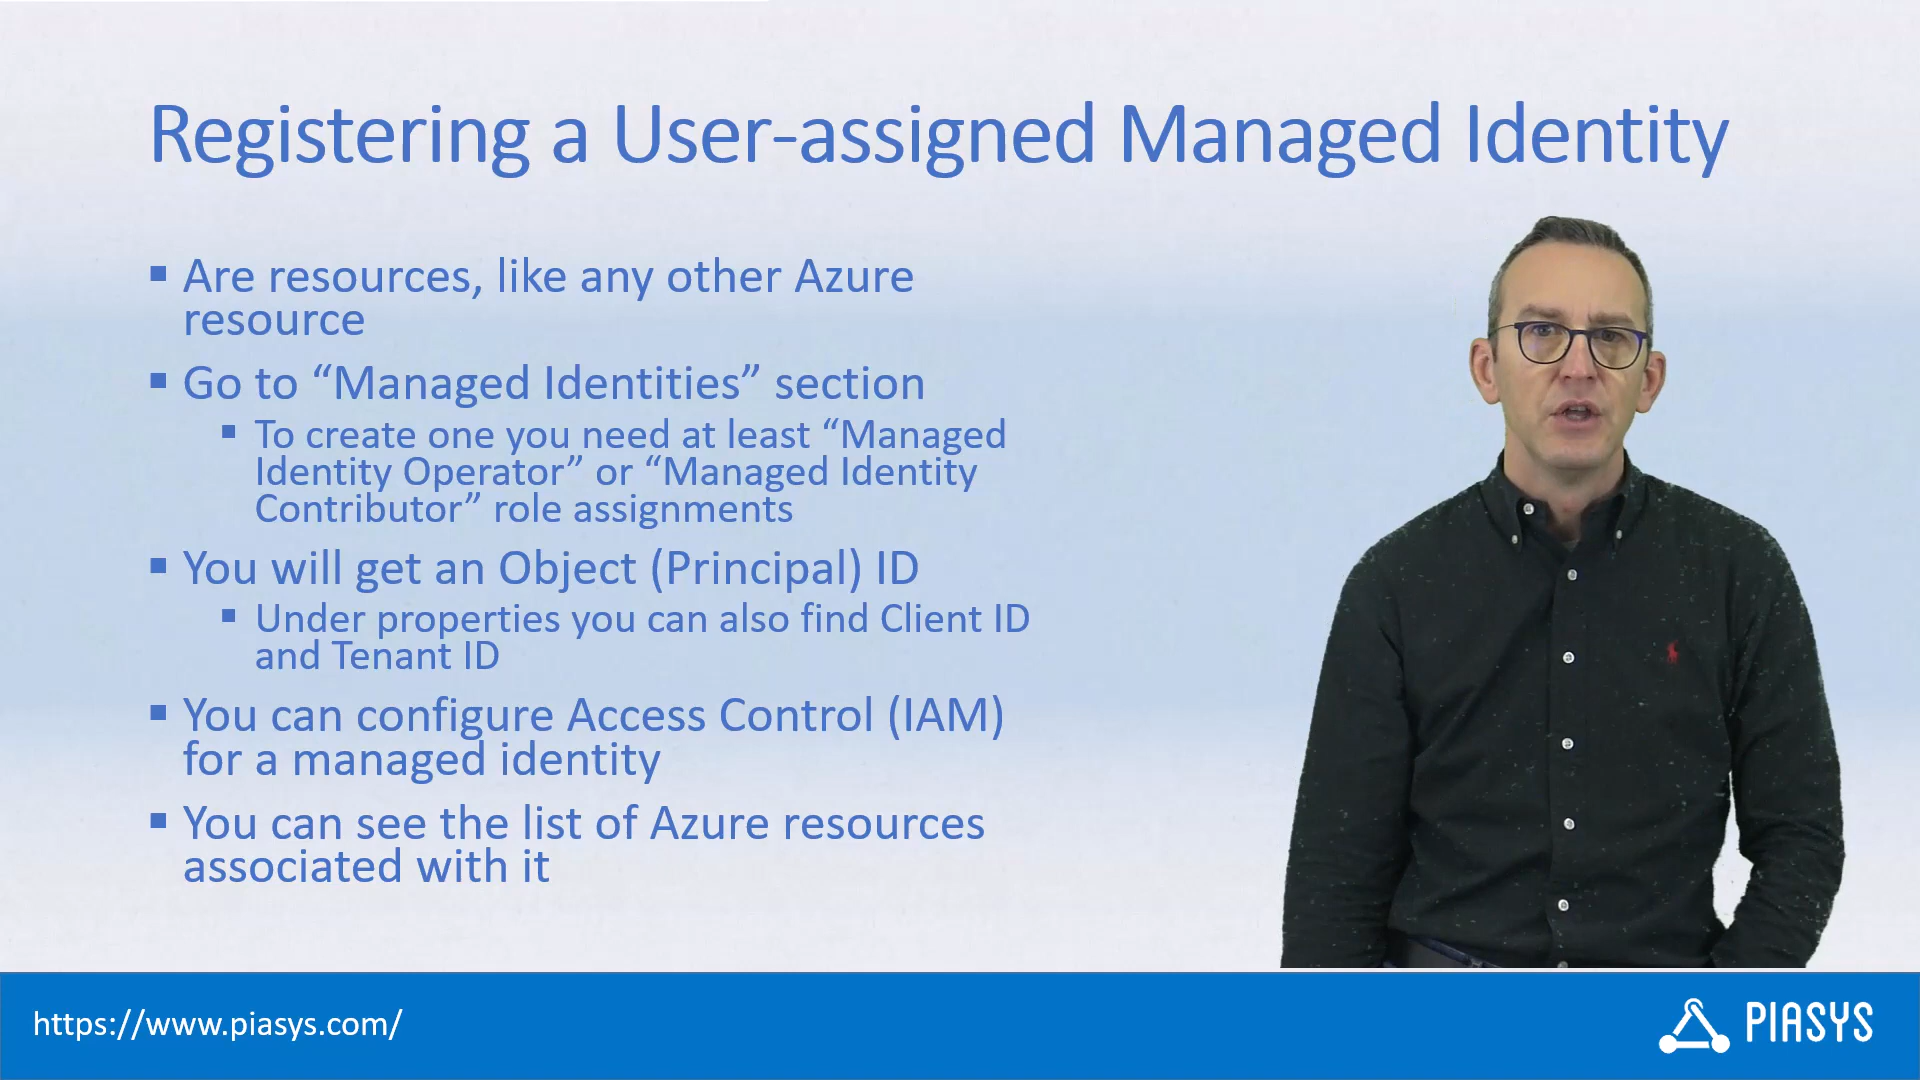 Registering a User-assigned Managed Identity
▪ Are resources, like any other Azure
resource
▪ Go to “Managed Identities” section
▪ To create one you need at least “Managed
Identity Operator” or “Managed Identity
Contributor” role assignments
▪ You will get an Object (Principal) ID
▪ Under properties you can also find Client ID
and Tenant ID
▪ You can configure Access Control (IAM)
for a managed identity
▪ You can see the list of Azure resources
associated with it
https://www.piasys.com/
PIASYS